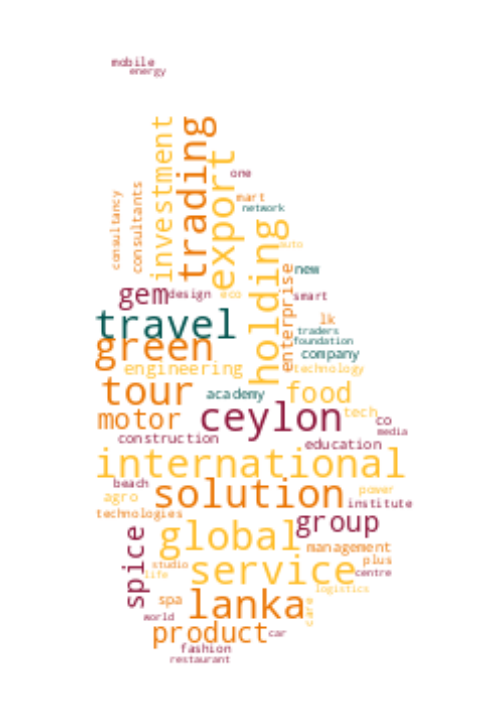 mobile
energy
investment
trading
export
one
consultancy
consultants
mart
network
holding
auto
enterprise
new
gem
design
eco
smart
travel
lk
traders
foundation
green
company
engineering
technology
tour
academy
food
motor
ceylon
tech
co
media
construction
education
international
beach
solution
power
agro
institute
technologies
group
spice
global
management
studio
service
plus
life
centre
spa
lanka
care
logistics
world
product
car
fashion
restaurant